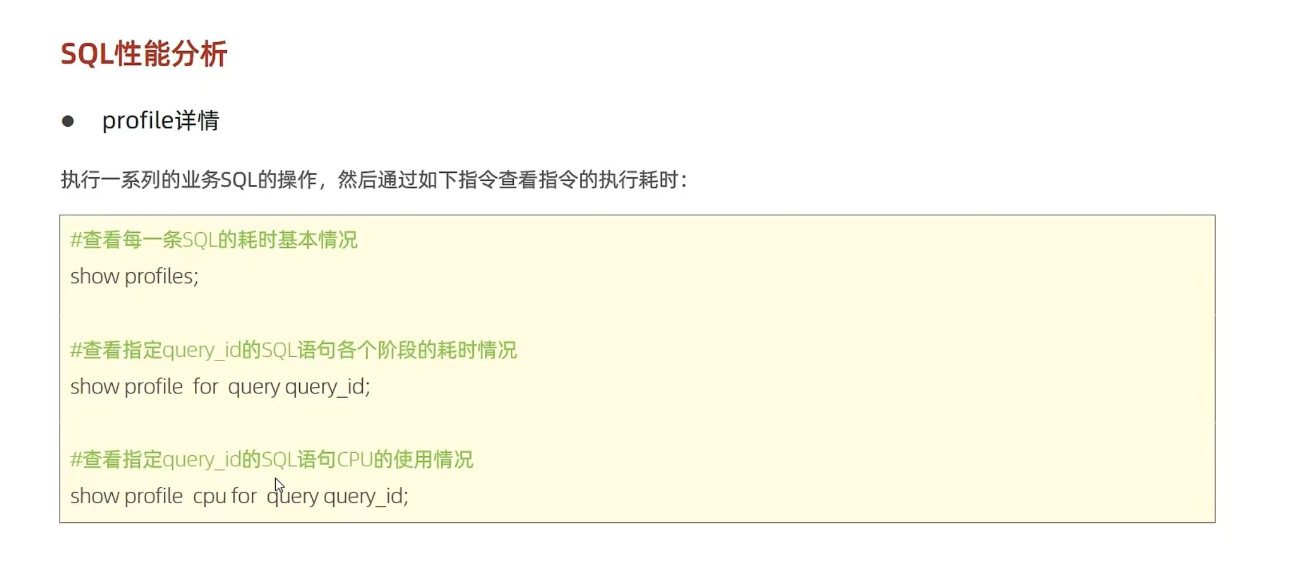 SQL性能分析
● profile详情
执行一系列的业务SQL的操作，然后通过如下指令查看指令的执行耗时：
#查看每一条SQL的耗时基本情况
show profiles;
#查看指定query_id的SQL语句各个阶段的耗时情况
show profile  for  query query_id;
#查看指定query_id的SQL语句CPU的使用情况
show profile  cpu for  query query_id;